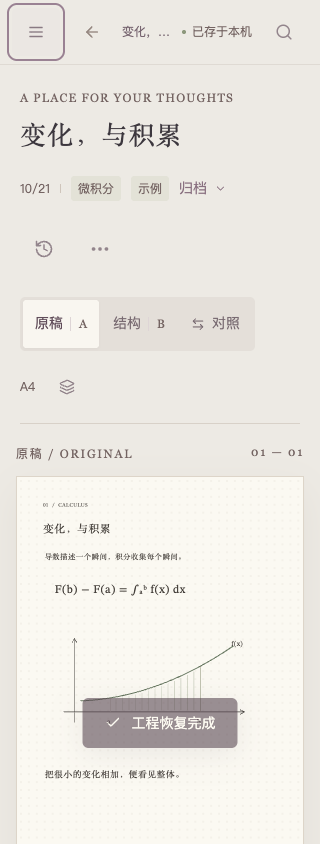 变化，... • 已存于本机
A PLACE FOR YOUR THOUGHTS
变化，与积累
10/21 微积分 示例 归档
原稿 A 结构 B 对照
A4
原稿 / ORIGINAL 01 — 01
01 / CALCULUS
变化，与积累
导数描述一个瞬间，积分收集每个瞬间。
F(b) − F(a) = ∫ₐᵇ f(x) dx
f(x)
工程恢复完成
把很小的变化相加，便看见整体。